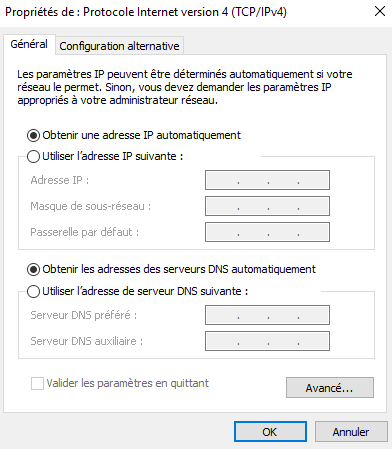 Propriétés de : Protocole Internet version 4 (TCP/IPv4)
Général
Configuration alternative
Les paramètres IP peuvent être déterminés automatiquement si votre
réseau le permet. Sinon, vous devez demander les paramètres IP
appropriés à votre administrateur réseau.
Obtenir une adresse IP automatiquement
Utiliser l'adresse IP suivante :
Adresse IP :
Masque de sous-réseau :
Passerelle par défaut :
Obtenir les adresses des serveurs DNS automatiquement
Utiliser l'adresse de serveur DNS suivante :
Serveur DNS préféré :
Serveur DNS auxiliaire :
Valider les paramètres en quittant
Avancé...
OK
Annuler